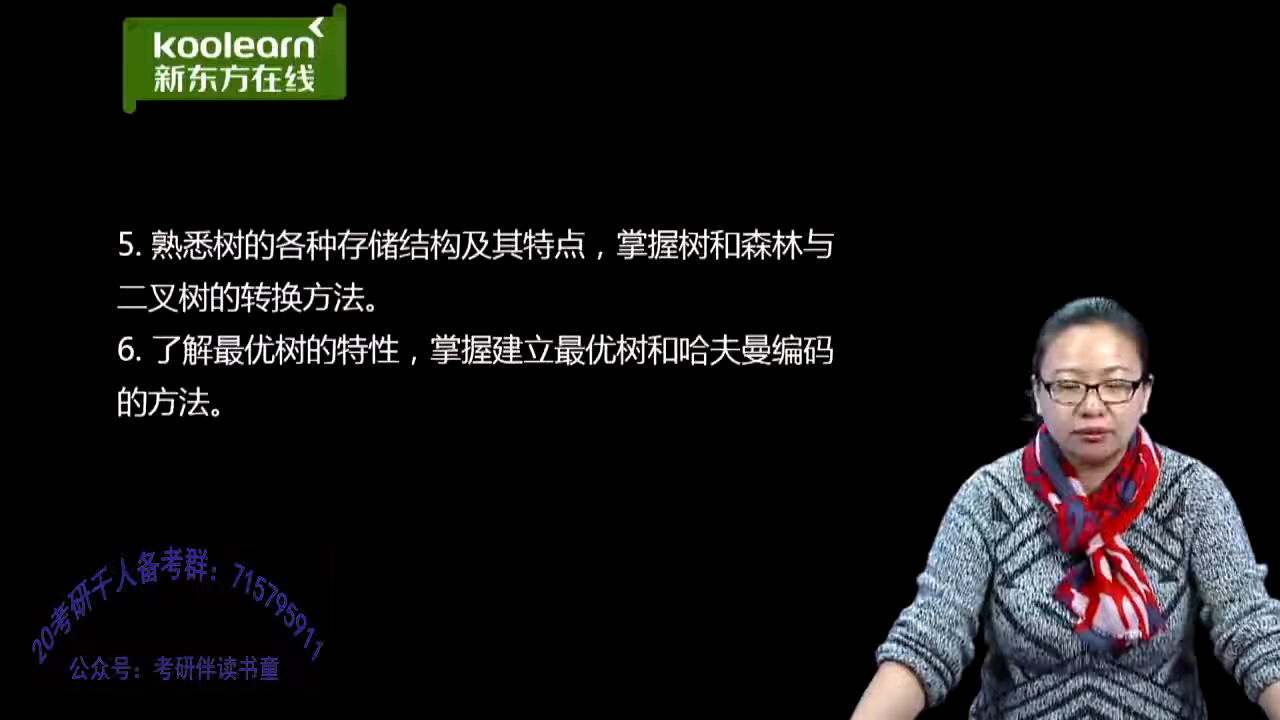 koolearn
新东方在线
5. 熟悉树的各种存储结构及其特点，掌握树和森林与
二叉树的转换方法。
6. 了解最优树的特性，掌握建立最优树和哈夫曼编码
的方法。
20考研千人备考群：715795911
公众号：考研伴读书童